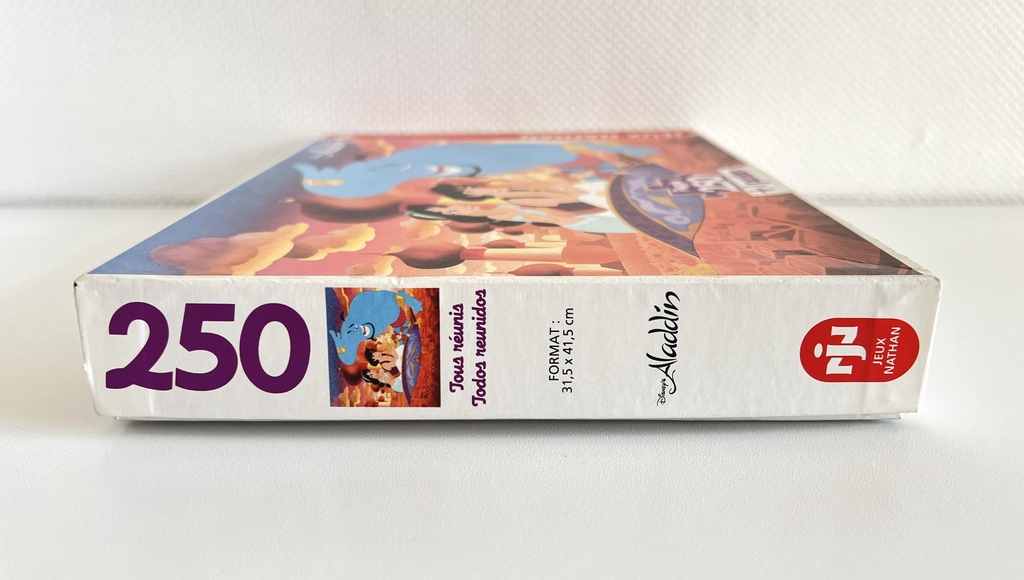 250
Tous réunis
Todos reunidos
FORMAT :
31,5 x 41,5 cm
Disney's
Aladdin
JEUX
NATHAN